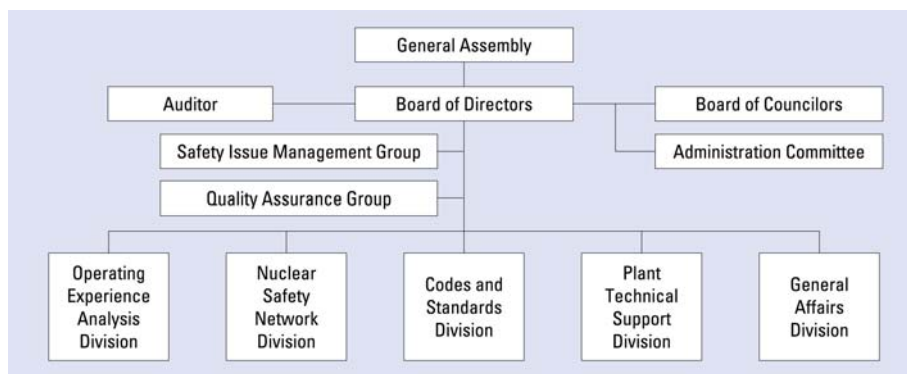 General Assembly
Auditor
Board of Directors
Board of Councilors
Safety Issue Management Group
Administration Committee
Quality Assurance Group
Operating
Experience
Analysis
Division
Nuclear
Safety
Network
Division
Codes and
Standards
Division
Plant
Technical
Support
Division
General
Affairs
Division